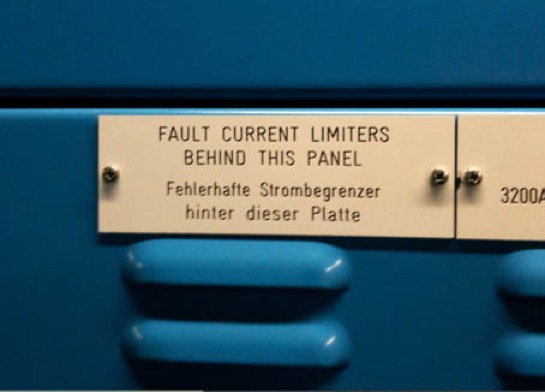 FAULT CURRENT LIMITERS
BEHIND THIS PANEL
Fehlerhafte Strombegrenzer
hinter dieser Platte
3200A